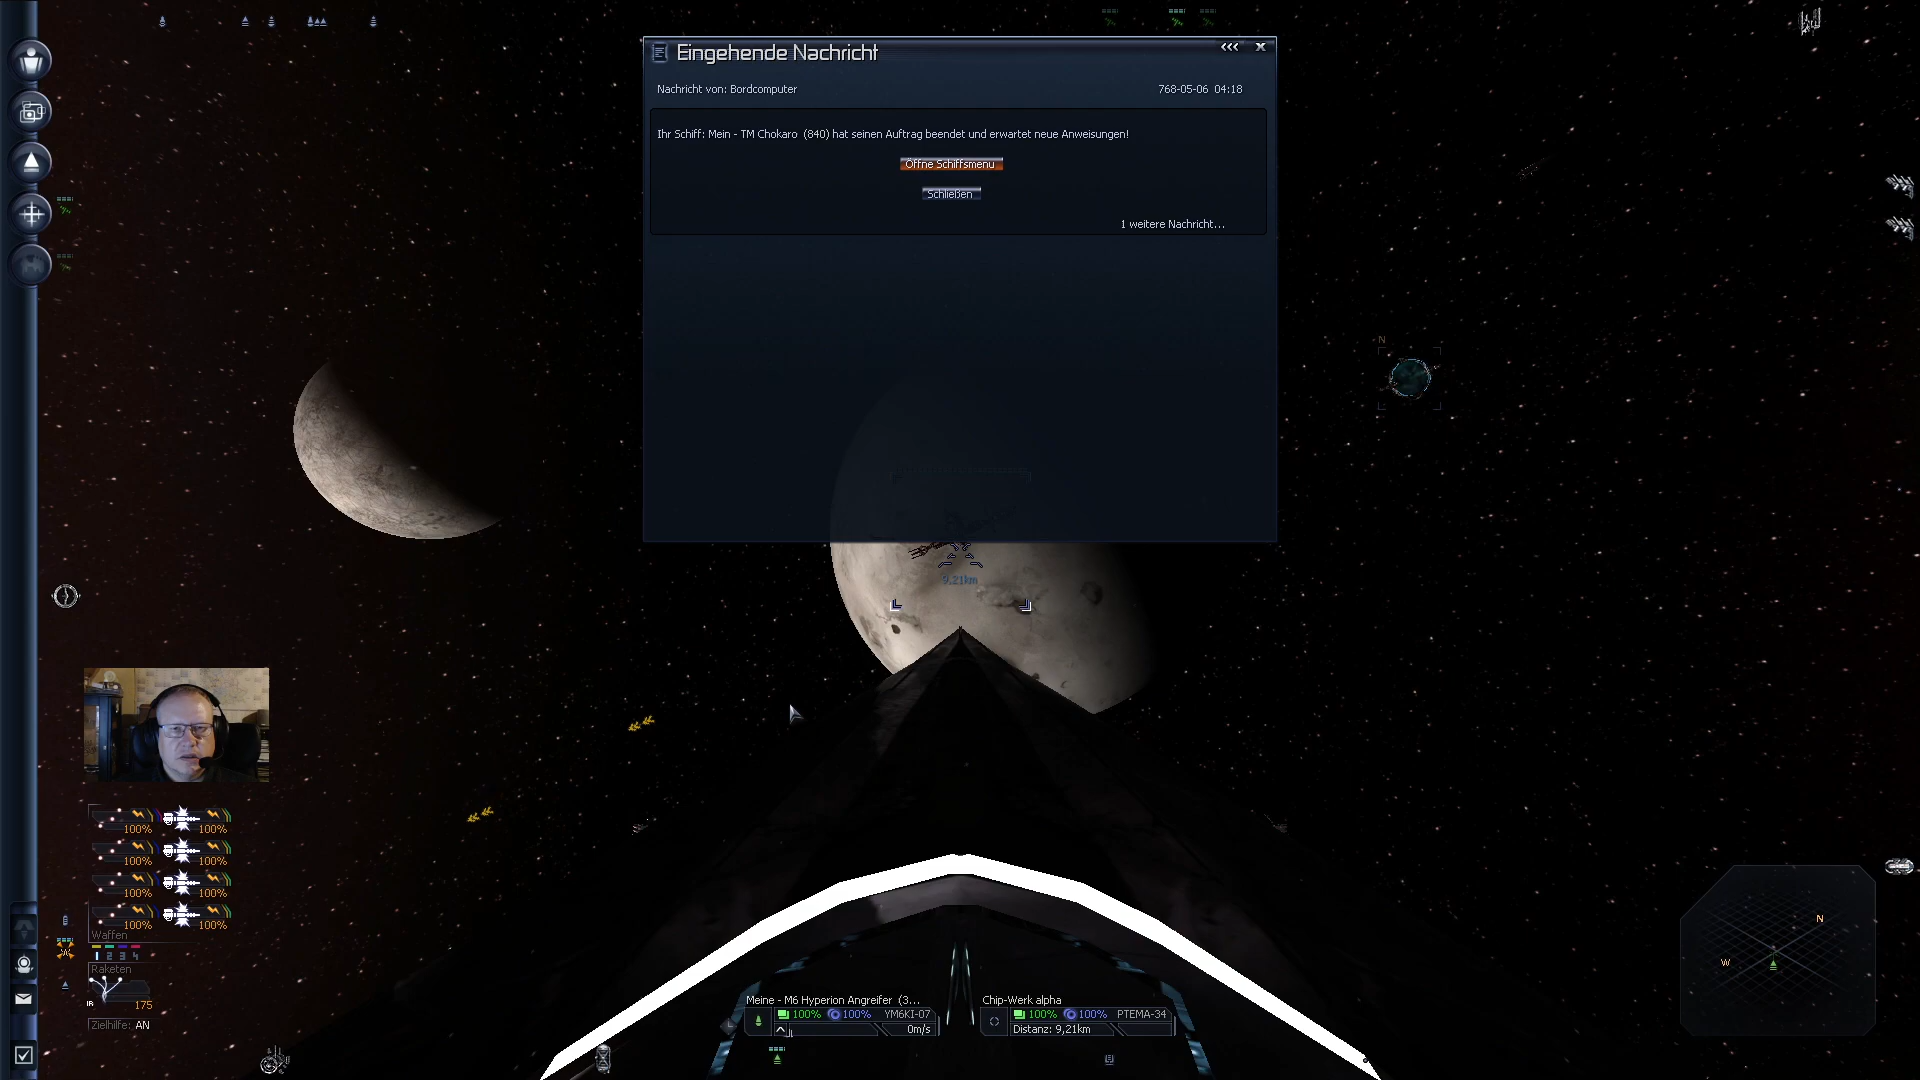 Eingehende Nachricht
Nachricht von: Bordcomputer
768-05-06 04:18
Ihr Schiff: Mein - TM Chokaro (840) hat seinen Auftrag beendet und erwartet neue Anweisungen!
Öffne Schiffsmenu
Schließen
1 weitere Nachricht...
N
9,21km
100% 100%
100% 100%
100% 100%
100% 100%
Waffen
1 2 3 4
Raketen
IR
175
Zielhilfe: AN
Meine - M6 Hyperion Angreifer (3...
100% 100% YM6KI-07
0m/s
Chip-Werk alpha
100% 100% PTEMA-34
Distanz: 9,21km
N
W